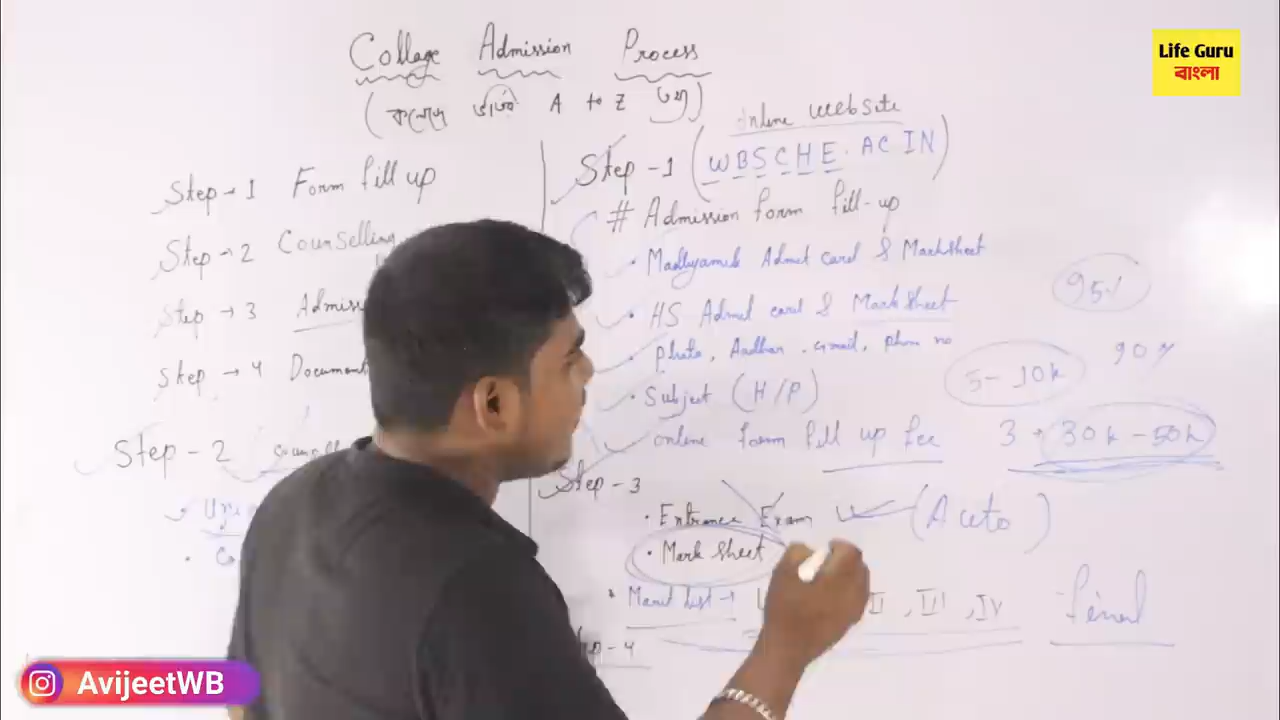 Life Guru
বাংলা
Collage Admission Process
(কলেজে ভর্তির A to Z তথ্য)
Step → 1 Form fill up
Step → 2 Counselling
Step → 3 Admiss
Step → 4 Document
Step - 2
Online website
Step - 1 (WBSCHE.AC IN)
# Admission form fill-up
• Madhyamik Admit card & Marksheet
• HS Admit card & Mark Sheet
• photo, Aadhar, Gmail, phon no
• Subject (H/P)
• online form fill up fee
95%
90%
5 - 10k
3 → 30k - 50k
Step - 3
• Entrance Exam (Auto)
• Mark sheet
• Merit list → II, III, IV final
- 4
AvijeetWB